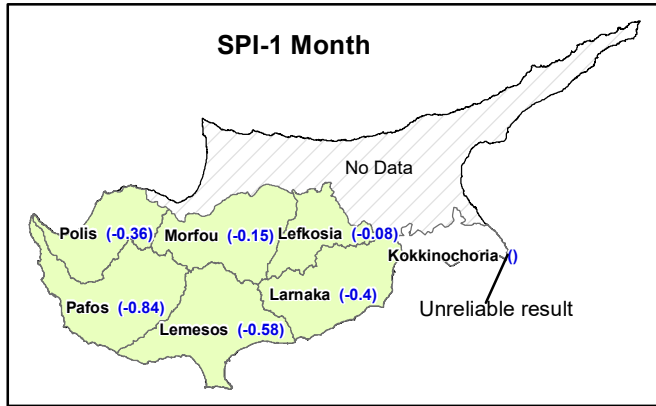 SPI-1 Month
No Data
Polis (-0.36)
Morfou (-0.15)
Lefkosia (-0.08)
Kokkinochoria ()
Pafos (-0.84)
Larnaka (-0.4)
Lemesos (-0.58)
Unreliable result